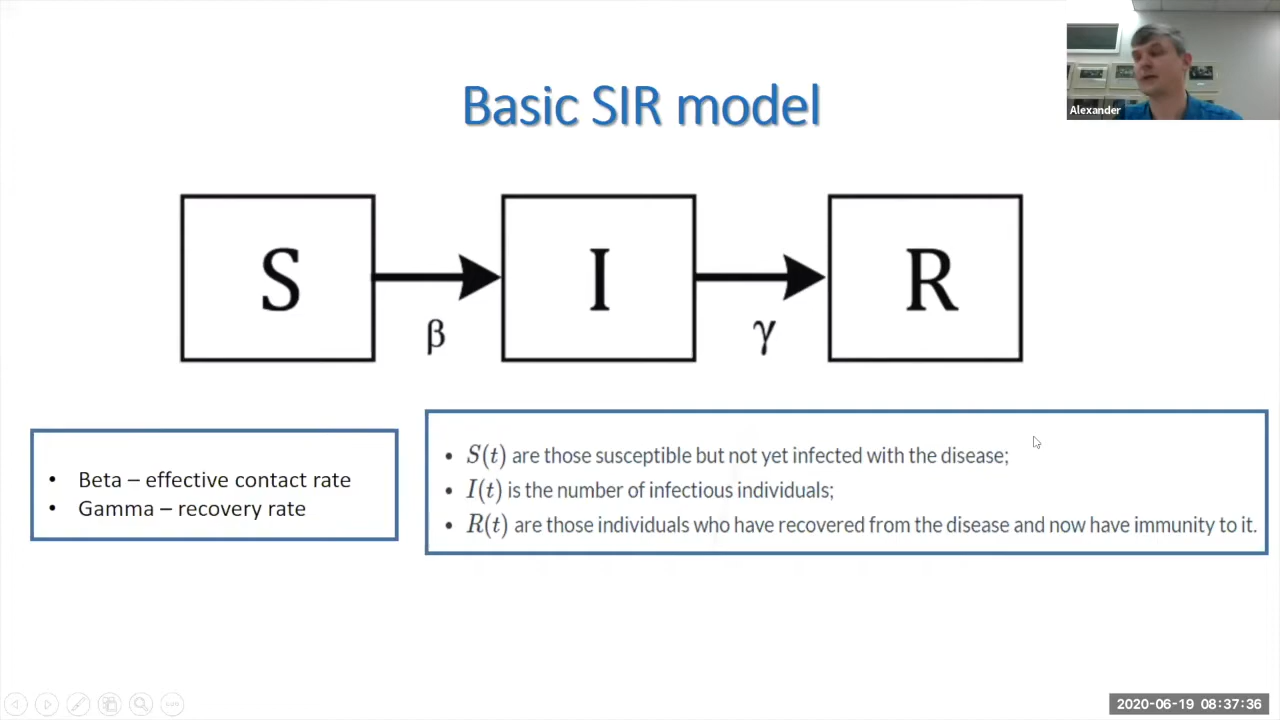 Alexander
Basic SIR model
S
I
R
β
γ
• Beta – effective contact rate
• Gamma – recovery rate
• S(t) are those susceptible but not yet infected with the disease;
• I(t) is the number of infectious individuals;
• R(t) are those individuals who have recovered from the disease and now have immunity to it.
2020-06-19 08:37:36